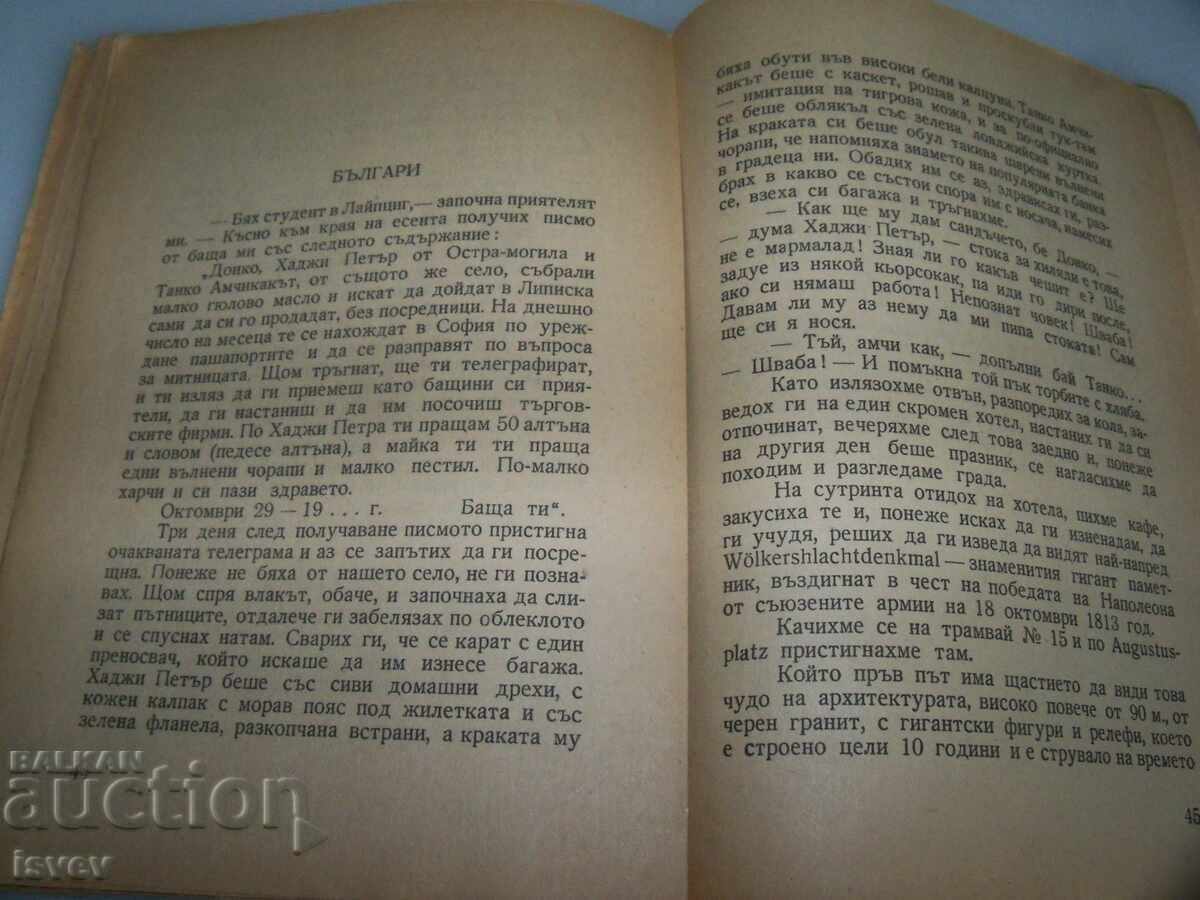 БЪЛГАРИ
— Бях студент в Лайпциг,— започна приятелят
ми. — Късно към края на есента получих писмо
от баща ми със следното съдържание:
„Донко, Хаджи Петър от Остра-могила и
Танко Амчикакът, от същото же село, събрали
малко гюлово масло и искат да дойдат в Липиска
сами да си го продадат, без посредници. На днешно
число на месеца те се нахождат в София по уреж-
дане пашапортите и да се разправят по въпроса
за митницата. Щом тръгнат, ще ти телеграфират,
и ти изляз да ги приемеш като бащини си прия-
тели, да ги настаниш и да им посочиш търгов-
ските фирми. По Хаджи Петра ти пращам 50 алтъна
и словом (педесе алтъна), а майка ти ти праща
едни вълнени чорапи и малко пестил. По-малко
харчи и си пази здравето.
Октомври 29 — 19 . . . г. Баща ти“.
Три деня след получаване писмото пристигна
очакваната телеграма и аз се запътих да ги посре-
щна. Понеже не бяха от нашето село, не ги позна-
вах. Щом спря влакът, обаче, и започнаха да сли-
зат пътниците, отдалече ги забелязах по облеклото
и се спуснах натам. Сварих ги, че се карат с един
преносвач, който искаше да им изнесе багажа.
Хаджи Петър беше със сиви домашни дрехи, с
кожен калпак с морав пояс под жилетката и със
зелена фланела, разкопчана встрани, а краката му
бяха обути във високи бели калцуни. Танко Амчи-
какът беше с каскет, рошав и проскубан тук-там
— имитация на тигрова кожа, и за по-официално
се беше облякъл със зелена ловджийска куртка.
На краката си беше обул такива шарени вълнени
чорапи, че напомняха знамето на популярната банка
в градеца ни. Обадих им се аз, здрависах ги, раз-
брах в какво се състои спора им с носача, намесих
се, взеха си багажа и тръгнахме.
— Как ще му дам сандъчето, бе Донко, —
— дума Хаджи Петър, — стока за хиляди е това,
не е мармалад! Зная ли го какъв чешит е? Ще
задуе из някой кьорсокак, па иди го дири после,
ако си нямаш работа! Непознат човек! Шваба!
Давам ли му аз нему да ми пипа стоката! Сам
ще си я нося.
— Тъй, амчи как, — допълни бай Танко...
— Шваба! — И помъкна той пък торбите с хляба.
Като излязохме отвън, разпоредих за кола, за-
ведох ги на един скромен хотел, настаних ги да си
отпочинат, вечеряхме след това заедно и, понеже
на другия ден беше празник, се нагласихме да
походим и разгледаме града.
На сутринта отидох на хотела, пихме кафе,
закусиха те и, понеже исках да ги изненадам, да
ги учудя, реших да ги изведа да видят най-напред
Wölkershlachtdenkmal — знаменития гигант памет-
ник, въздигнат в чест на победата на Наполеона
от съюзените армии на 18 октомври 1813 год.
Качихме се на трамвай № 15 и по Augustus-
platz пристигнахме там.
Който пръв път има щастието да види това
чудо на архитектурата, високо повече от 90 м., от
черен гранит, с гигантски фигури и релефи, което
е строено цели 10 години и е струвало на времето
45
BALKAN
auction
isvev